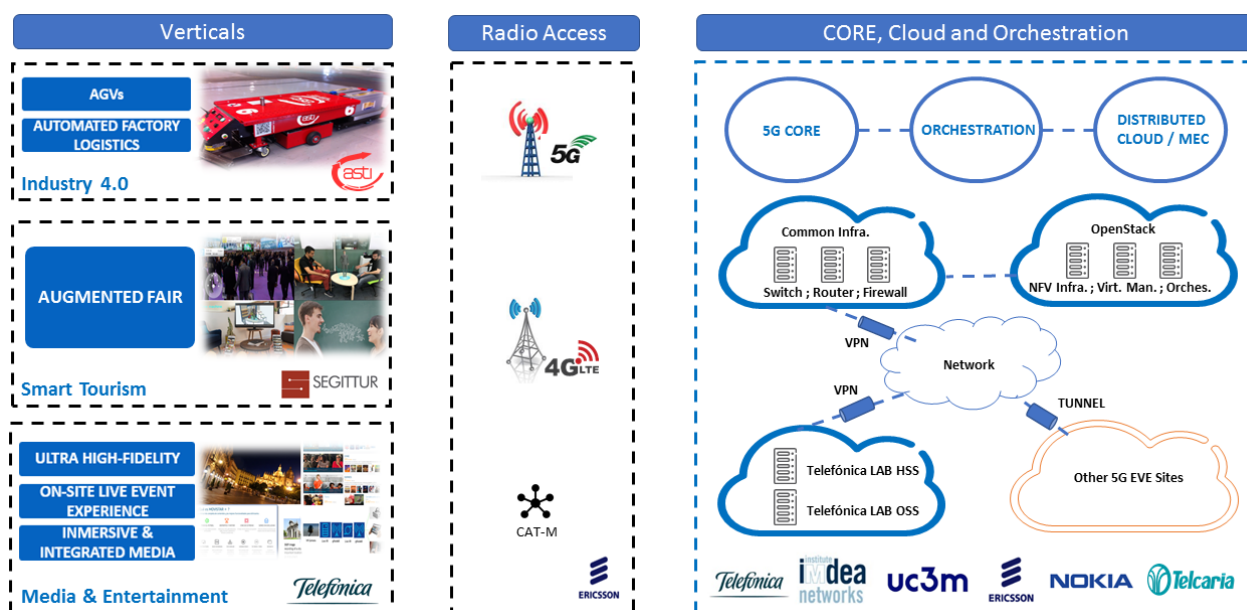 Verticals
AGVs
AUTOMATED FACTORY
LOGISTICS
asti
Industry 4.0
AUGMENTED FAIR
Smart Tourism
SEGITTUR
ULTRA HIGH-FIDELITY
ON-SITE LIVE EVENT
EXPERIENCE
INMERSIVE &
INTEGRATED MEDIA
Media & Entertainment
Telefónica
Radio Access
5G
4G LTE
CAT-M
ERICSSON
CORE, Cloud and Orchestration
5G CORE
ORCHESTRATION
DISTRIBUTED
CLOUD / MEC
Common Infra.
Switch ; Router ; Firewall
OpenStack
NFV Infra. ; Virt. Man. ; Orches.
VPN
Network
VPN
TUNNEL
Telefónica LAB HSS
Telefónica LAB OSS
Other 5G EVE Sites
Telefónica
institute
imdea
networks
uc3m
ERICSSON
NOKIA
Telcaria